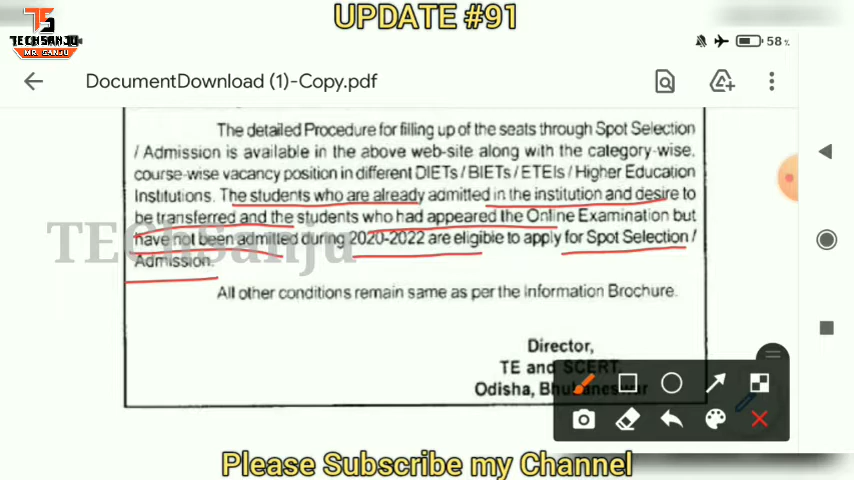 UPDATE #91
TS
TECHSANJU
MR. SANJU
58%
DocumentDownload (1)-Copy.pdf
The detailed Procedure for filling up of the seats through Spot Selection
/ Admission is available in the above web-site along with the category-wise,
course-wise vacancy position in different DIETs / BIETs / ETEIs / Higher Education
Institutions. The students who are already admitted in the institution and desire to
be transferred and the students who had appeared the Online Examination but
have not been admitted during 2020-2022 are eligible to apply for Spot Selection /
Admission.
TECHSanju
All other conditions remain same as per the Information Brochure.
Director,
TE and SCERT,
Odisha, Bhubaneswar
Please Subscribe my Channel